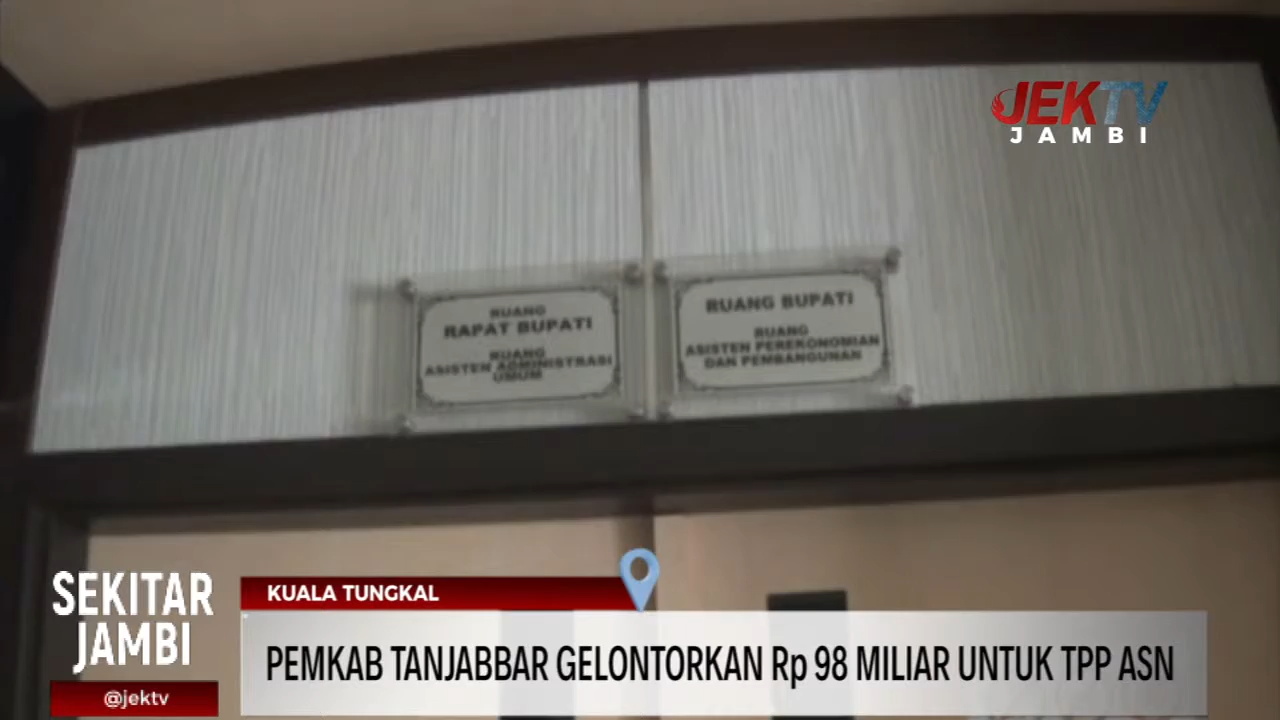 JEKTV
JAMBI
RUANG
RAPAT BUPATI
RUANG
ASISTEN ADMINISTRASI
UMUM
RUANG BUPATI
RUANG
ASISTEN PEREKONOMIAN
DAN PEMBANGUNAN
SEKITAR
JAMBI
@jektv
KUALA TUNGKAL
PEMKAB TANJABBAR GELONTORKAN Rp 98 MILIAR UNTUK TPP ASN